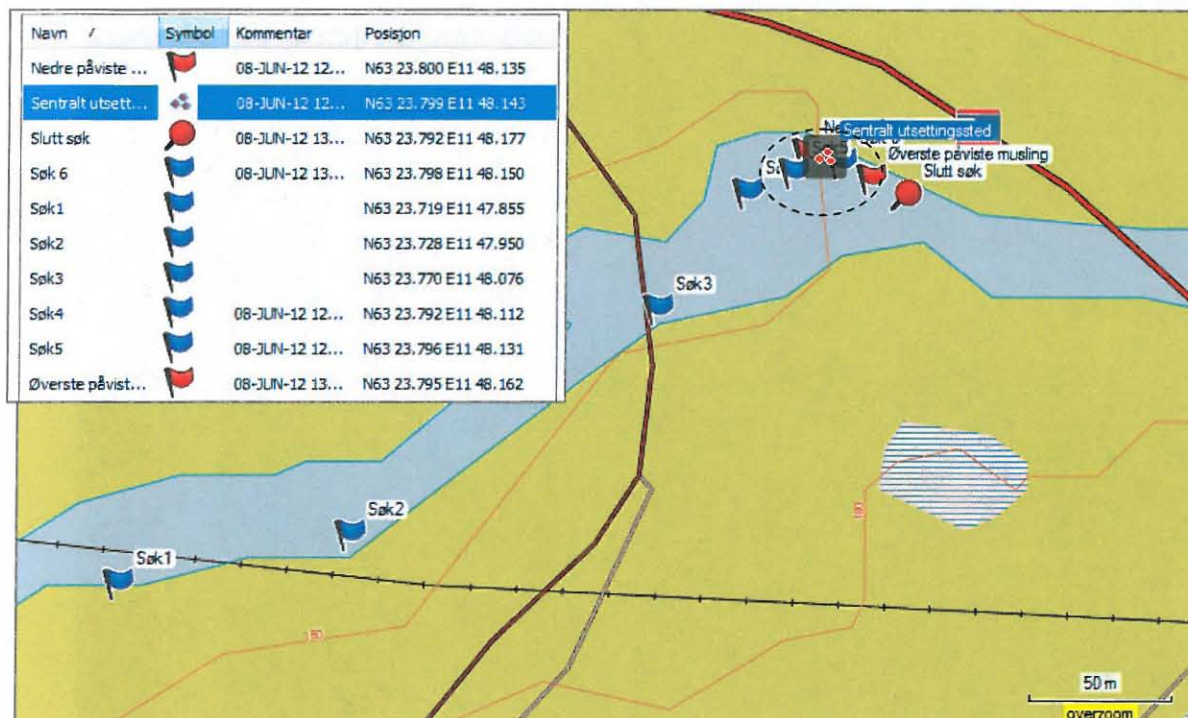 Navn / Symbol Kommentar Posisjon
Nedre påviste ... 08-JUN-12 12... N63 23.800 E11 48.135
Sentralt utsett... 08-JUN-12 12... N63 23.799 E11 48.143
Slutt søk 08-JUN-12 13... N63 23.792 E11 48.177
Søk 6 08-JUN-12 13... N63 23.798 E11 48.150
Søk1 N63 23.719 E11 47.855
Søk2 N63 23.728 E11 47.950
Søk3 N63 23.770 E11 48.076
Søk4 08-JUN-12 12... N63 23.792 E11 48.112
Søk5 08-JUN-12 12... N63 23.796 E11 48.131
Øverste påvist... 08-JUN-12 13... N63 23.795 E11 48.162
Sentralt utsettingssted
Øverste påviste musling
Slutt søk
Søk3
Søk2
Søk1
180
50 m
overzoom